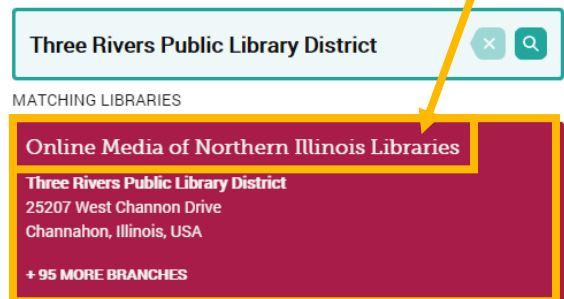 Three Rivers Public Library District
MATCHING LIBRARIES
Online Media of Northern Illinois Libraries
Three Rivers Public Library District
25207 West Channon Drive
Channahon, Illinois, USA
+ 95 MORE BRANCHES